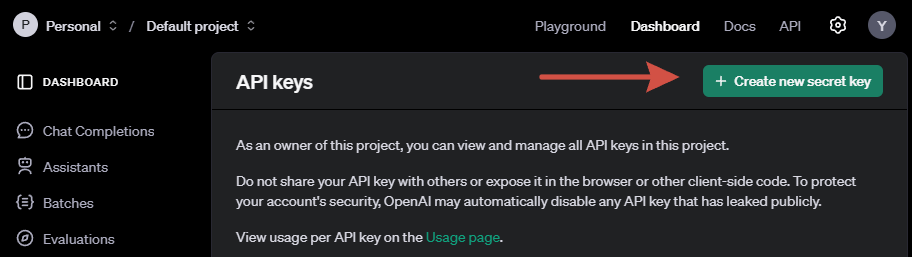 P Personal / Default project Playground Dashboard Docs API Y
DASHBOARD
Chat Completions
Assistants
Batches
Evaluations
API keys
+ Create new secret key
As an owner of this project, you can view and manage all API keys in this project.
Do not share your API key with others or expose it in the browser or other client-side code. To protect
your account's security, OpenAI may automatically disable any API key that has leaked publicly.
View usage per API key on the Usage page.